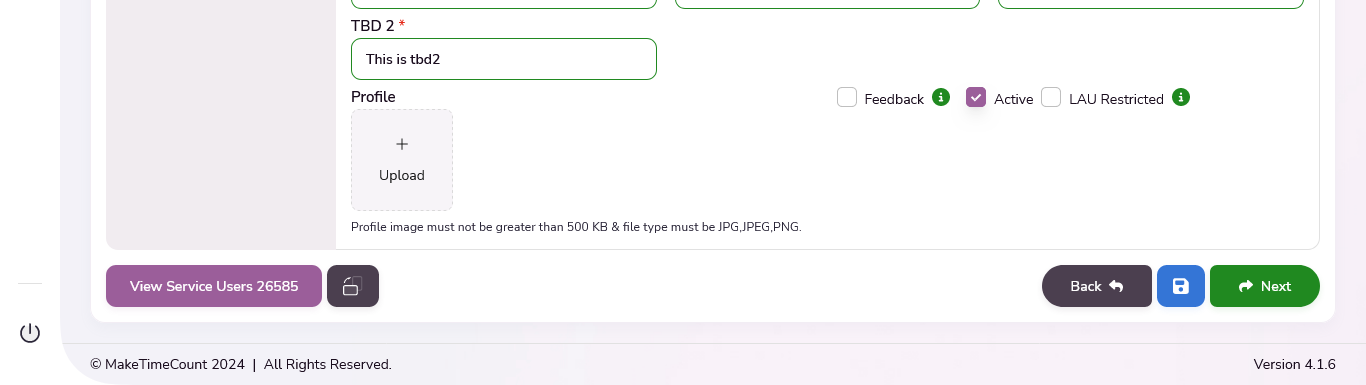 TBD 2 *
This is tbd2
Profile
Feedback
Active
LAU Restricted
Upload
Profile image must not be greater than 500 KB & file type must be JPG,JPEG,PNG.
View Service Users 26585
Back
Next
© MakeTimeCount 2024 | All Rights Reserved.
Version 4.1.6